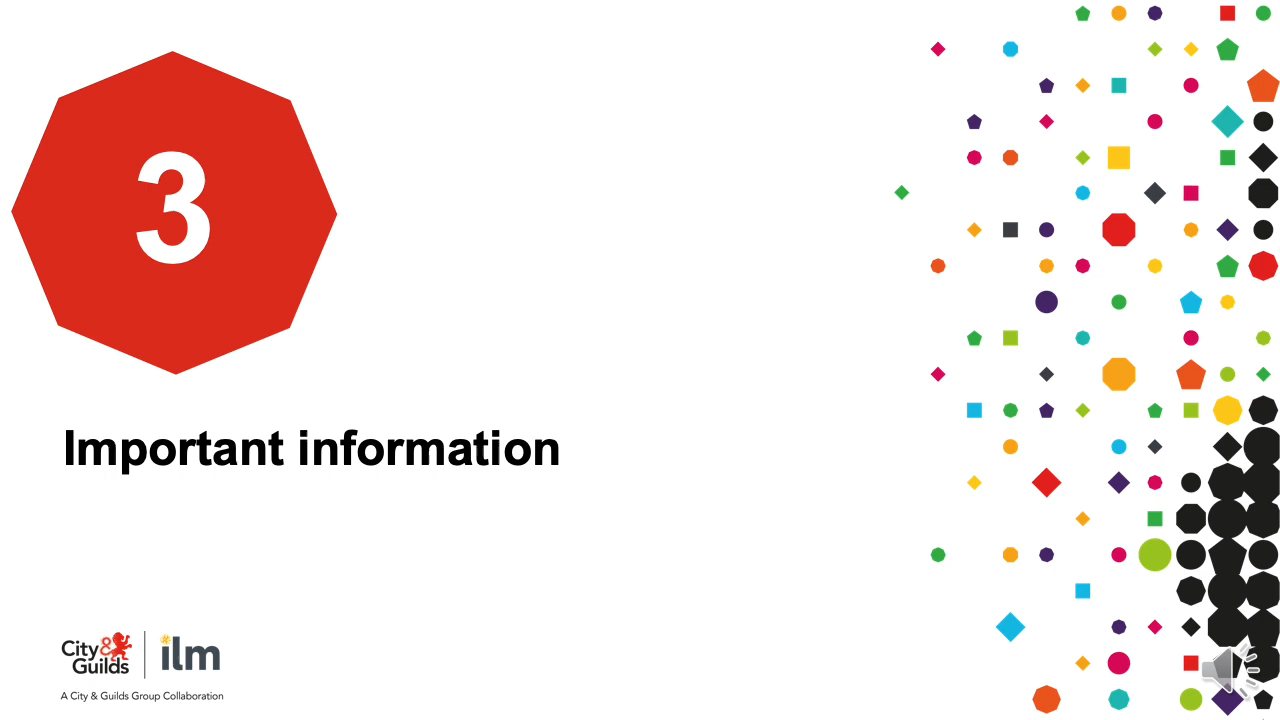 3
Important information
City & Guilds
ilm
A City & Guilds Group Collaboration